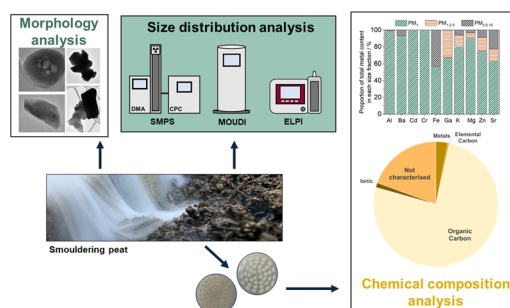 Morphology
analysis
Size distribution analysis
DMA
CPC
SMPS
MOUDI
ELPI
Smouldering peat
PM₁
PM₁₋₂.₅
PM₂.₅₋₁₀
Proportion of total metal content
in each size fraction / %
100
80
60
40
20
0
Al Ba Cd Cr Fe Ga K Mg Zn Sr
Metals
Elemental
Carbon
Not
characterised
Ionic
Organic
Carbon
Chemical composition
analysis